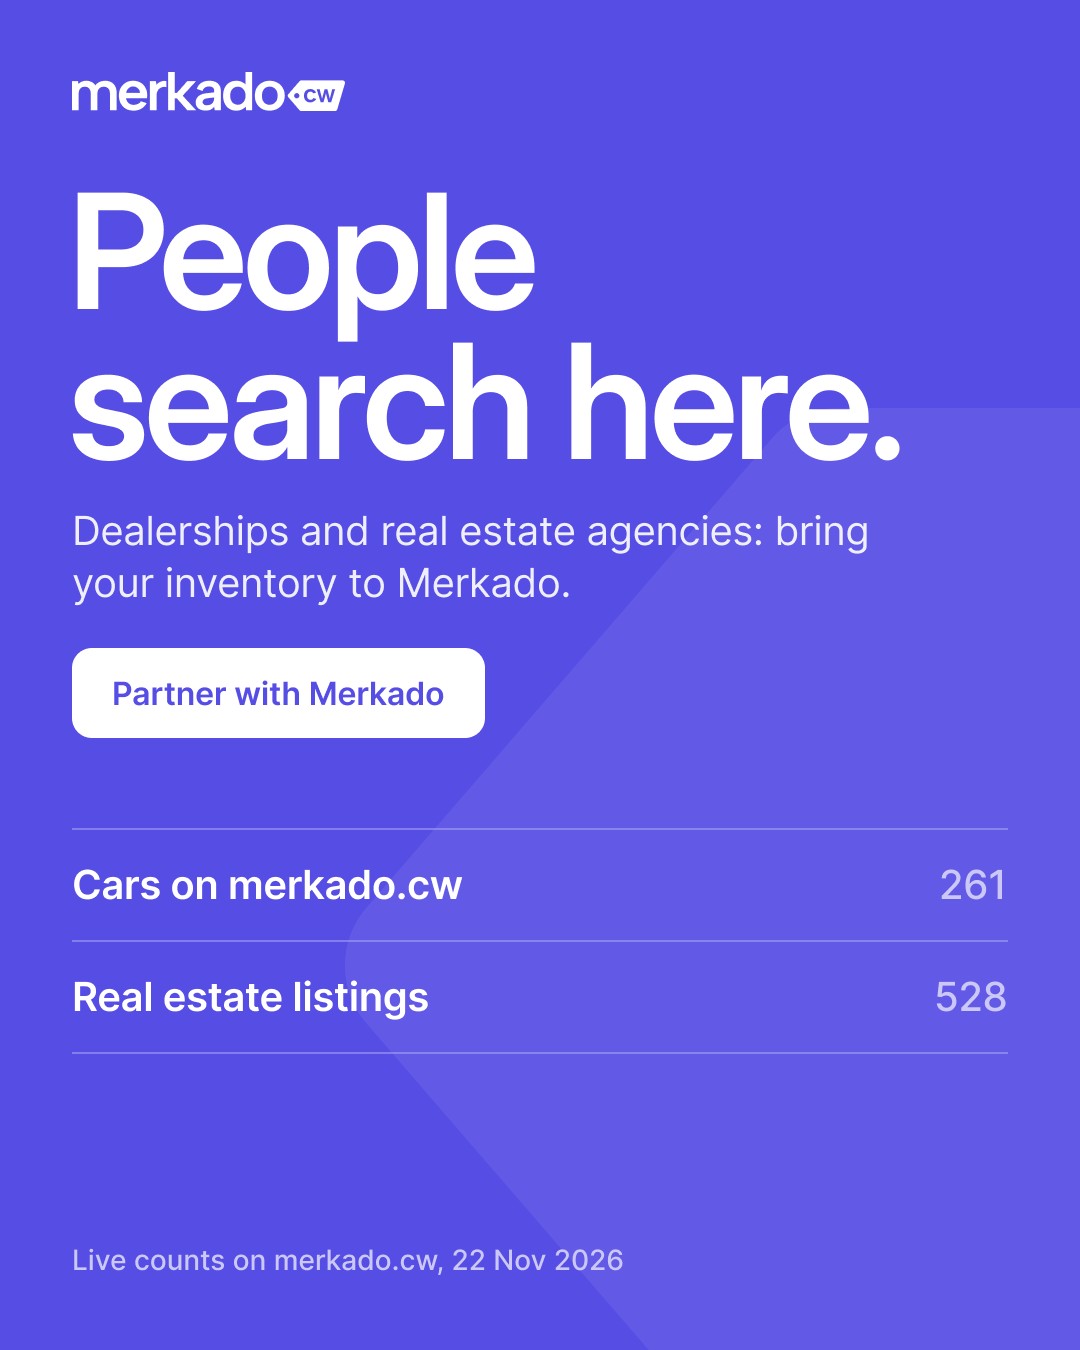 merkado cw
People
search here.
Dealerships and real estate agencies: bring
your inventory to Merkado.
Partner with Merkado
Cars on merkado.cw 261
Real estate listings 528
Live counts on merkado.cw, 22 Nov 2026